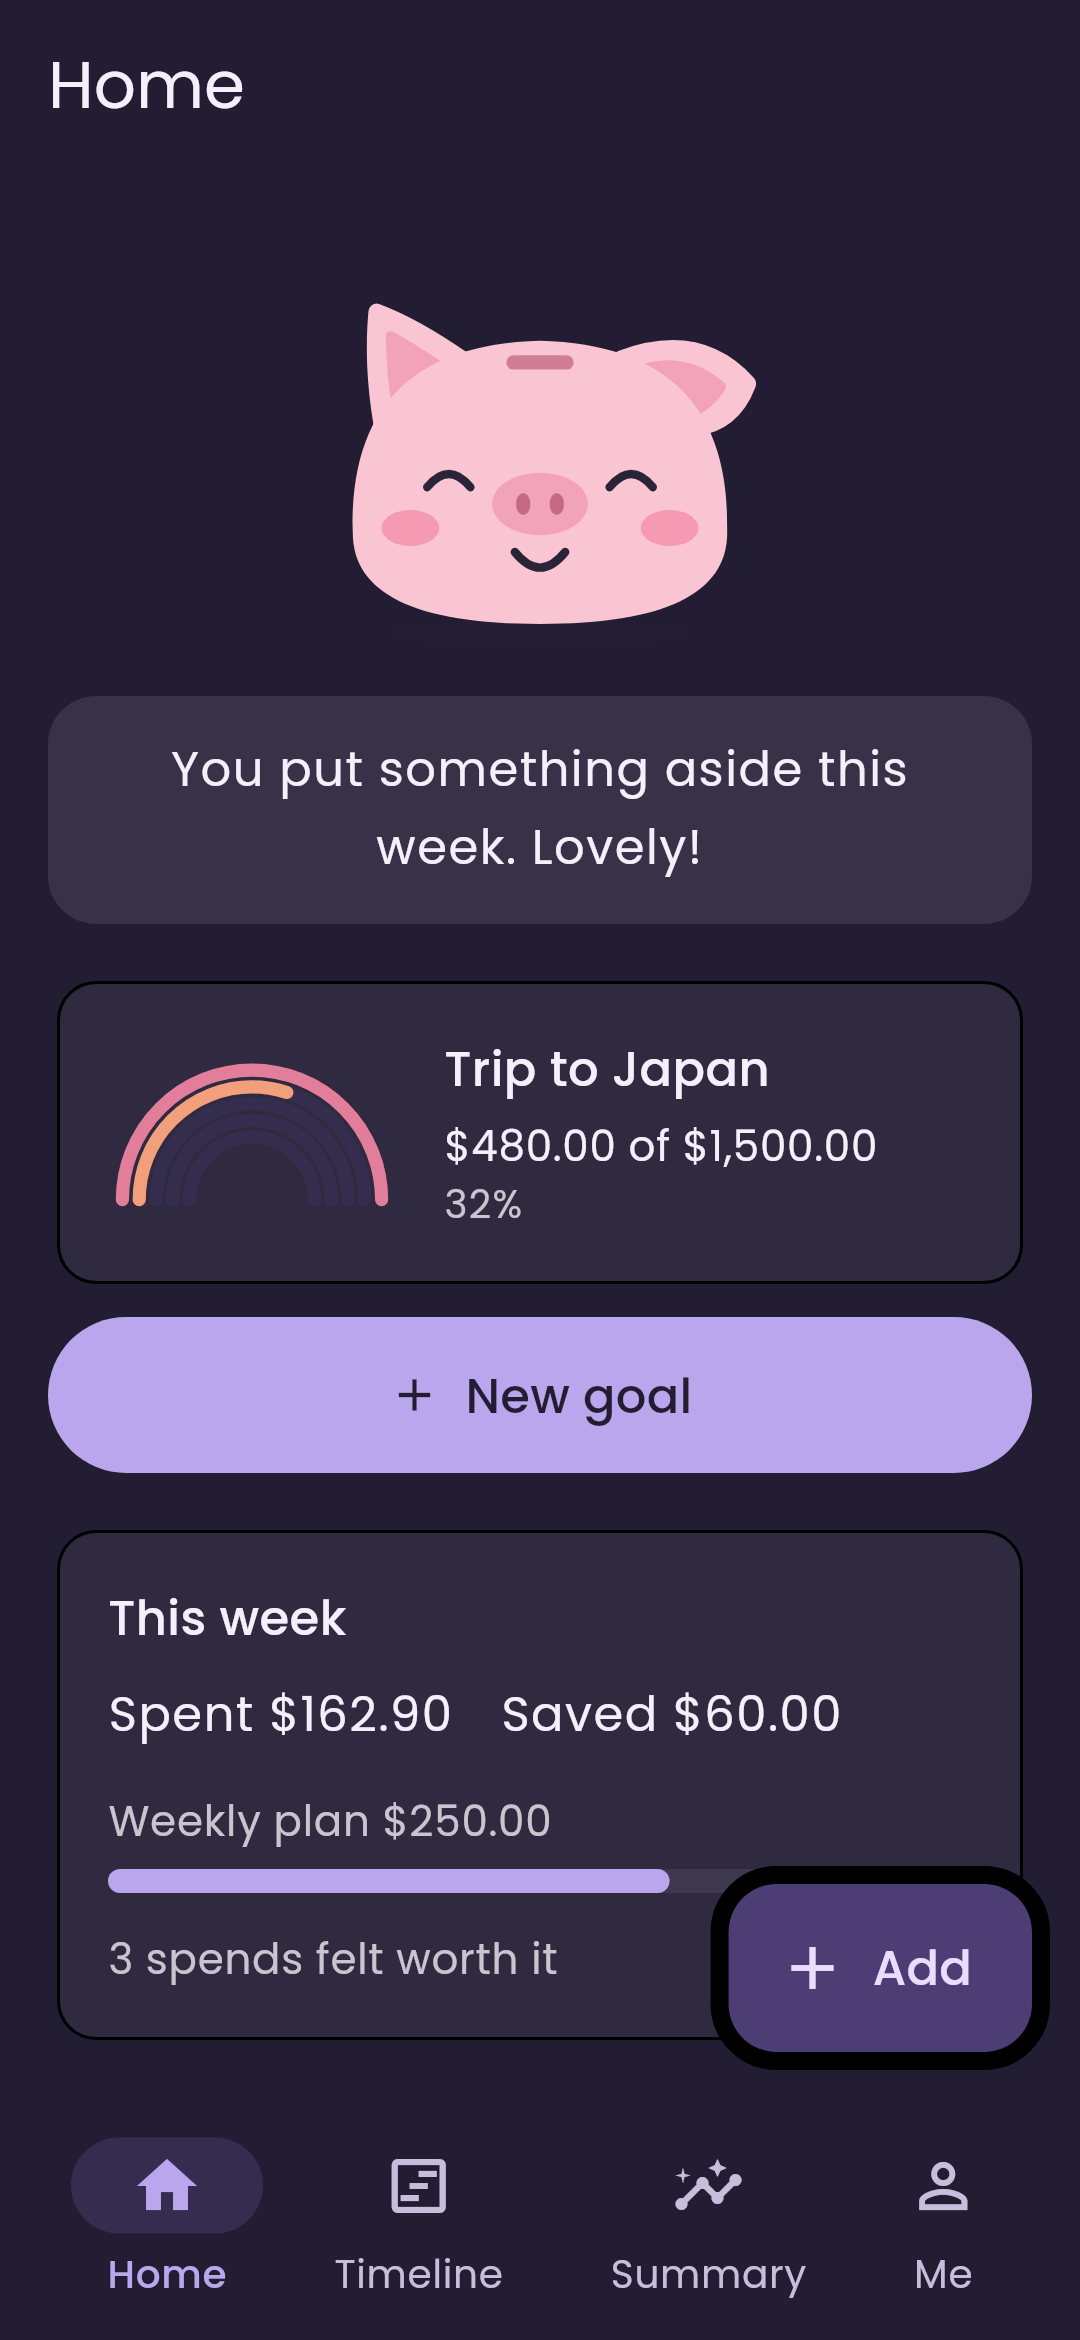 Home
You put something aside this
week. Lovely!
Trip to Japan
$480.00 of $1,500.00
32%
New goal
This week
Spent $162.90 Saved $60.00
Weekly plan $250.00
3 spends felt worth it
Add
Home Timeline Summary Me